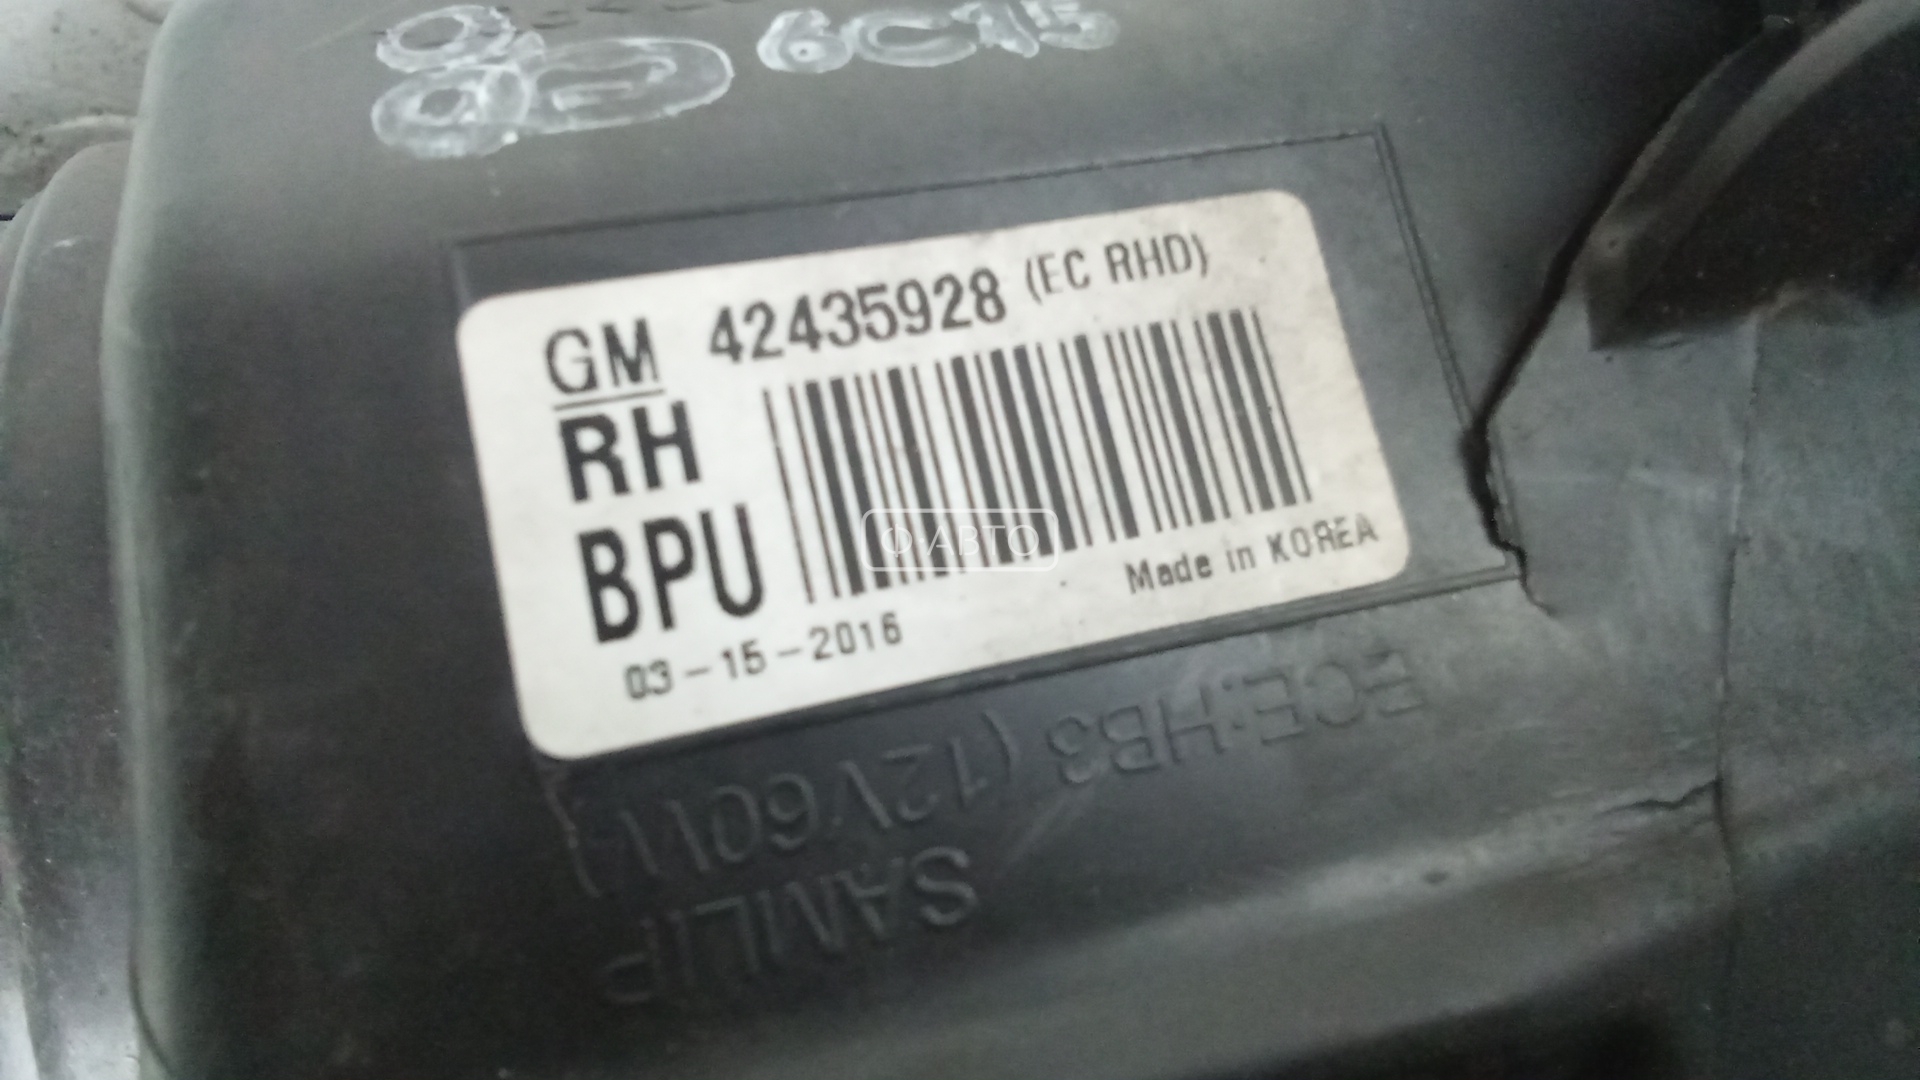 6C15
GM 42435928 (EC RHD)
RH
BPU
Ф·АВТО
Made in KOREA
03-15-2016
ECE:HB3 (12V60W)
SAMLIP